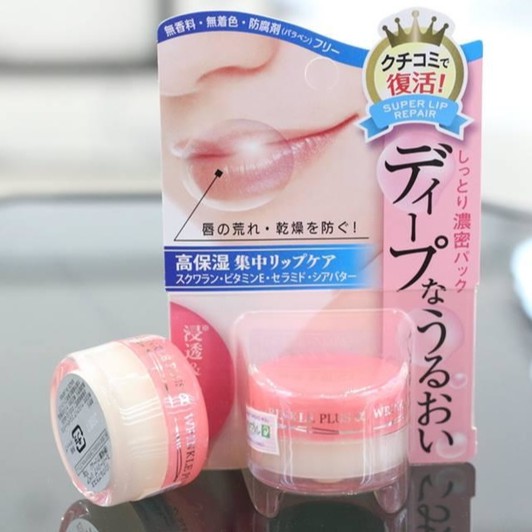 無香料・無着色・防腐剤(パラベン)フリー
クチコミで
復活!
SUPER LIP
REPAIR
しっとり濃密パック
ディープなうるおい
唇の荒れ・乾燥を防ぐ!
高保湿 集中リップケア
スクワラン・ビタミンE・セラミド・シアバター
浸透
PLUS